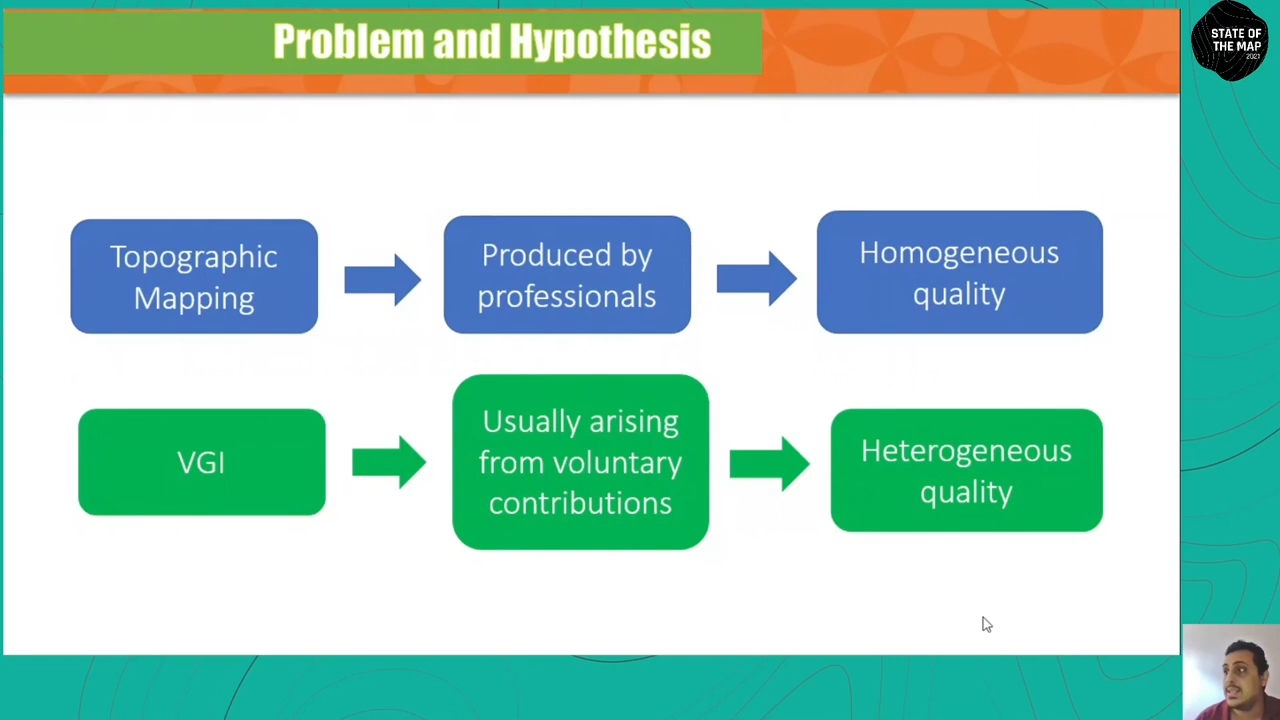 Problem and Hypothesis
STATE OF
THE MAP
2021
Topographic
Mapping
Produced by
professionals
Homogeneous
quality
VGI
Usually arising
from voluntary
contributions
Heterogeneous
quality